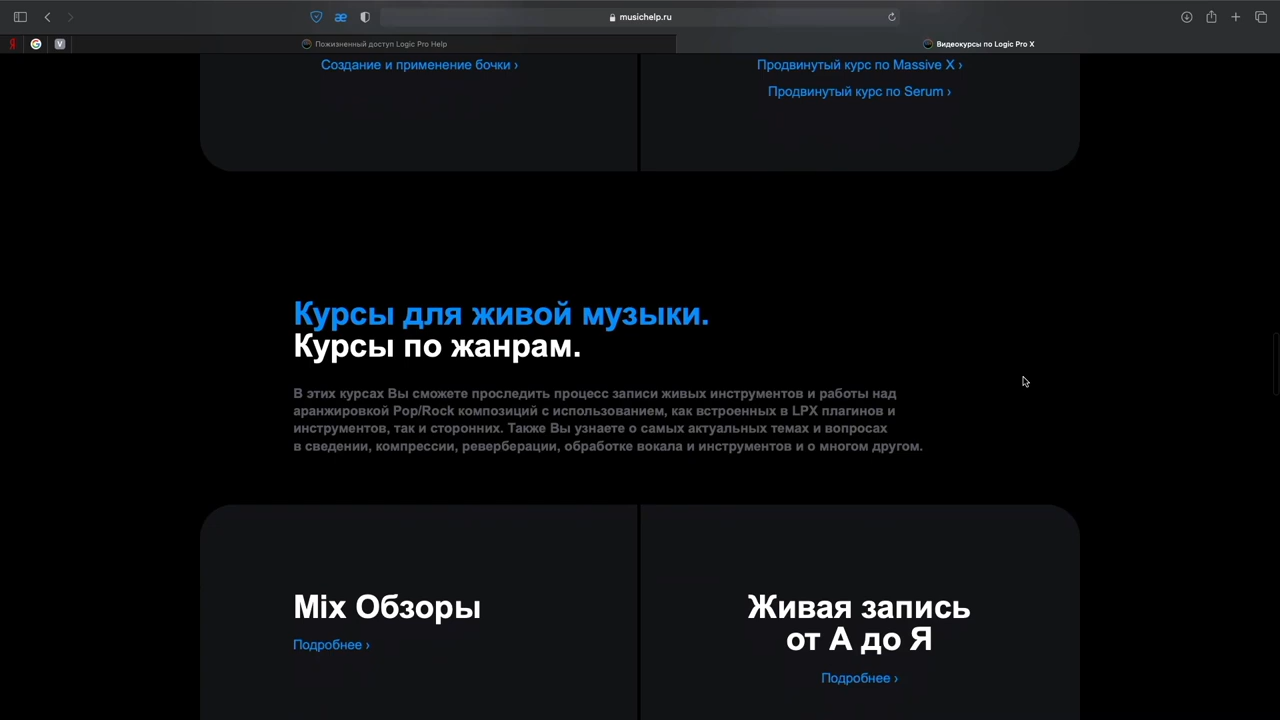 musichelp.ru
Я
G
V
Пожизненный доступ Logic Pro Help
Видеокурсы по Logic Pro X
Создание и применение бочки ›
Продвинутый курс по Massive X ›
Продвинутый курс по Serum ›
Курсы для живой музыки.
Курсы по жанрам.
В этих курсах Вы сможете проследить процесс записи живых инструментов и работы над
аранжировкой Pop/Rock композиций с использованием, как встроенных в LPX плагинов и
инструментов, так и сторонних. Также Вы узнаете о самых актуальных темах и вопросах
в сведении, компрессии, реверберации, обработке вокала и инструментов и о многом другом.
Mix Обзоры
Подробнее ›
Живая запись
от А до Я
Подробнее ›